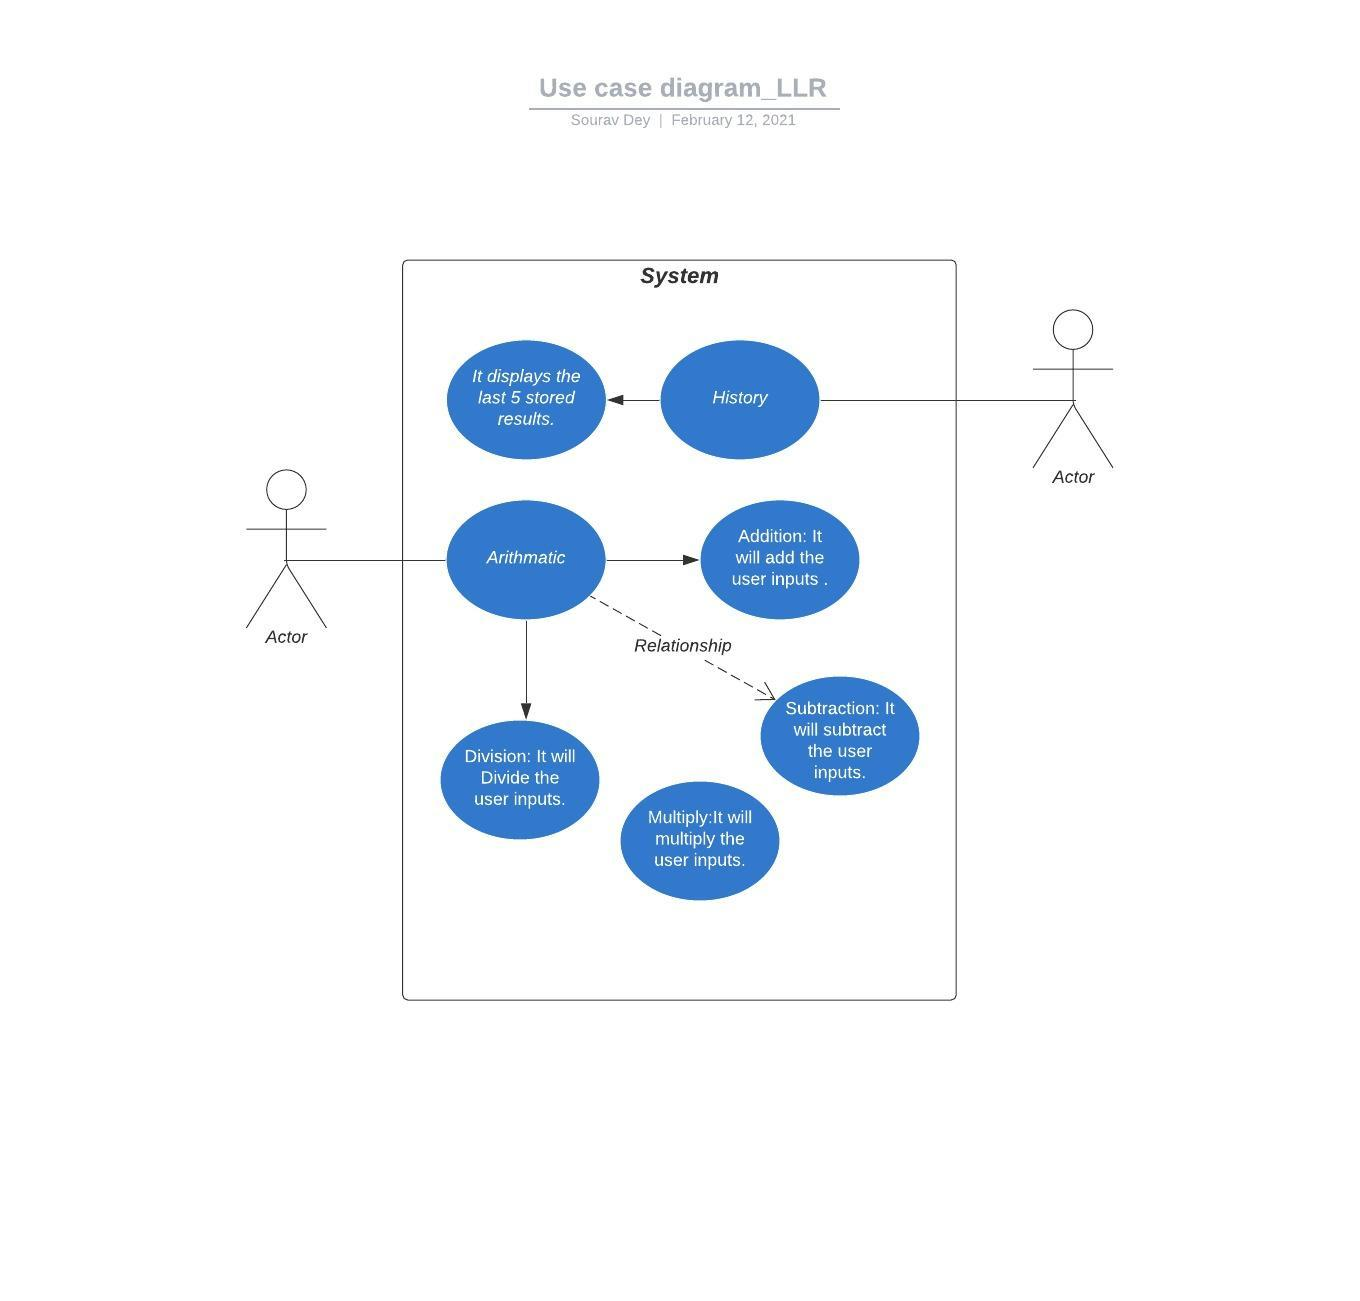 Use case diagram_LLR
Sourav Dey | February 12, 2021
System
It displays the
last 5 stored
results.
History
Actor
Arithmatic
Addition: It
will add the
user inputs .
Actor
Relationship
Subtraction: It
will subtract
the user
inputs.
Division: It will
Divide the
user inputs.
Multiply:It will
multiply the
user inputs.